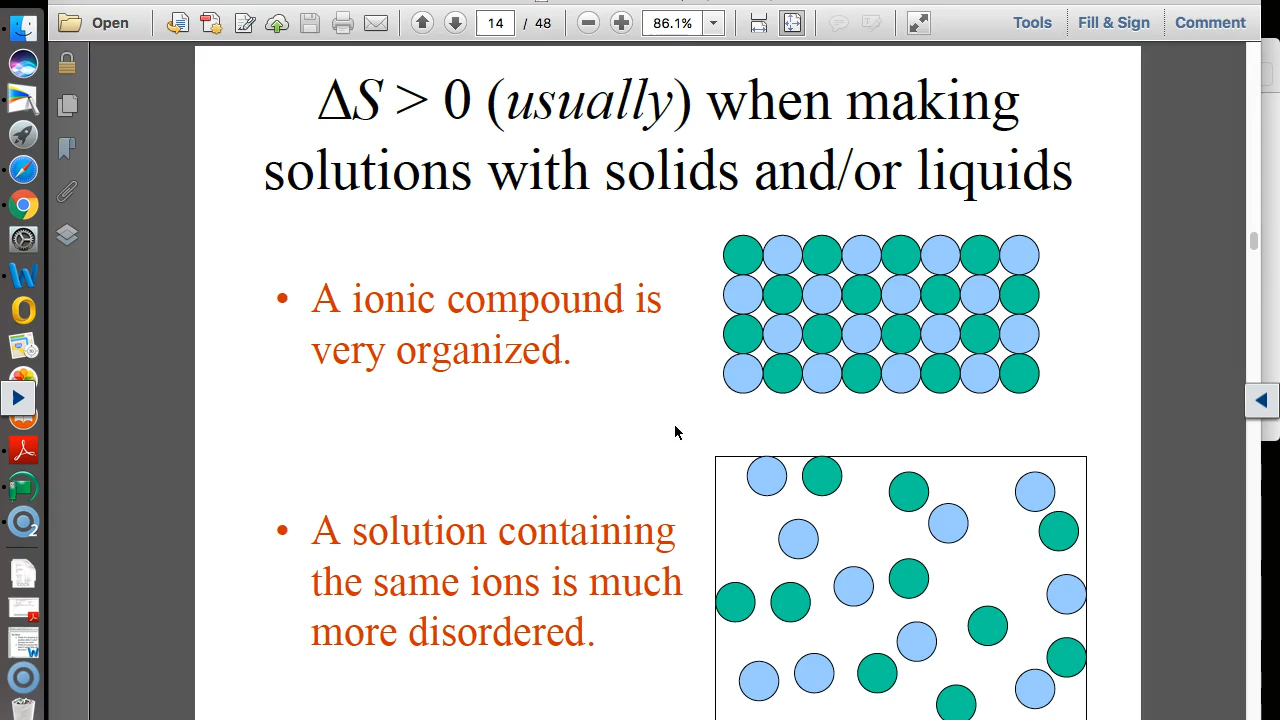 Open
14 / 48
86.1%
Tools
Fill & Sign
Comment
ΔS > 0 (usually) when making
solutions with solids and/or liquids
• A ionic compound is
very organized.
• A solution containing
the same ions is much
more disordered.
2